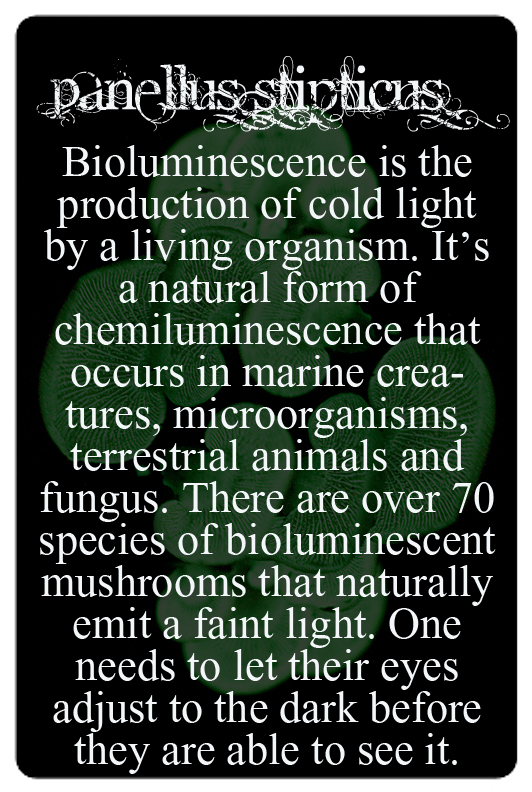 panellus stipticus
Bioluminescence is the
production of cold light
by a living organism. It’s
a natural form of
chemiluminescence that
occurs in marine crea-
tures, microorganisms,
terrestrial animals and
fungus. There are over 70
species of bioluminescent
mushrooms that naturally
emit a faint light. One
needs to let their eyes
adjust to the dark before
they are able to see it.